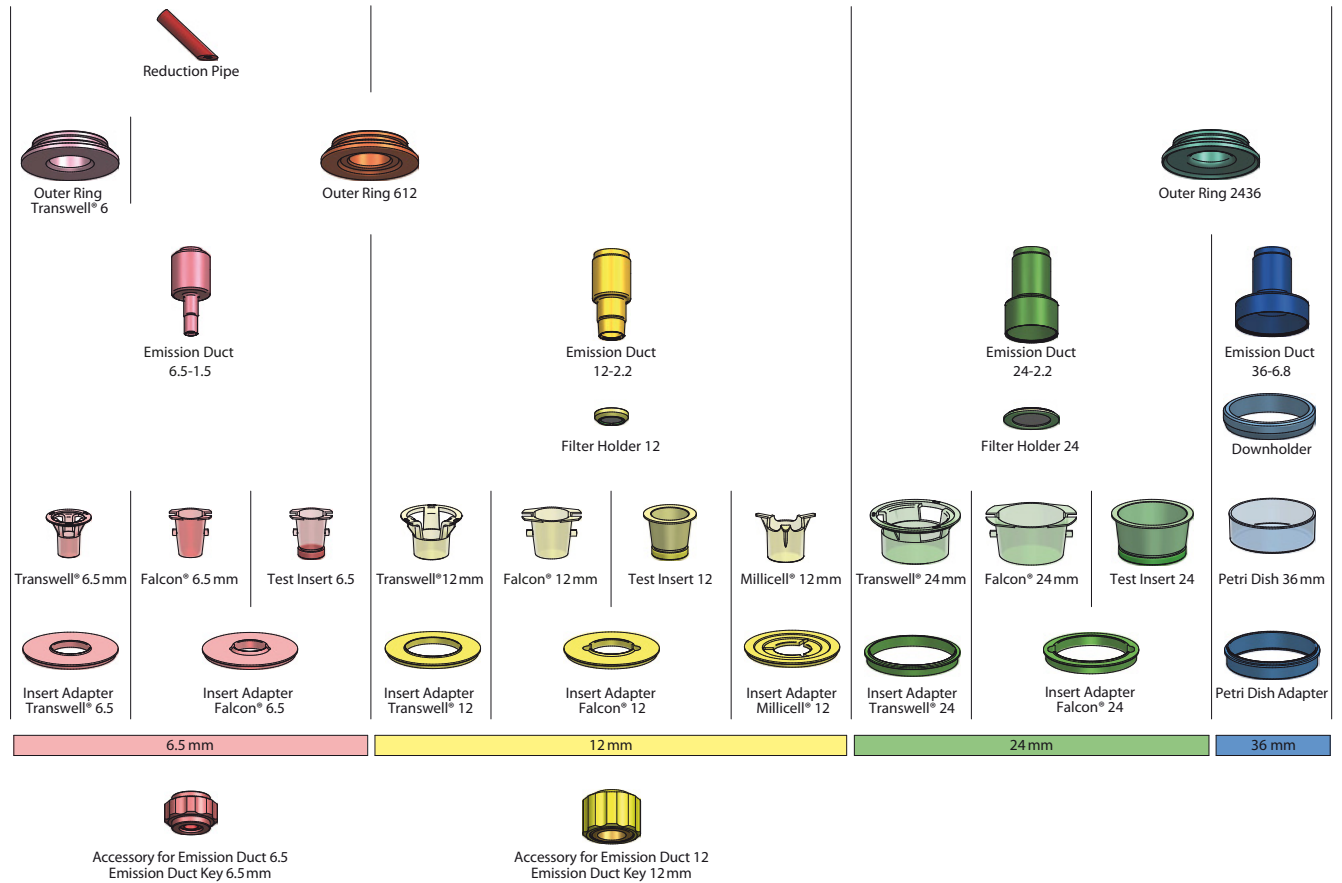 Reduction Pipe
Outer Ring
Transwell® 6
Outer Ring 612
Outer Ring 2436
Emission Duct
6.5-1.5
Emission Duct
12-2.2
Emission Duct
24-2.2
Emission Duct
36-6.8
Filter Holder 12
Filter Holder 24
Downholder
Transwell® 6.5 mm
Falcon® 6.5 mm
Test Insert 6.5
Transwell® 12 mm
Falcon® 12 mm
Test Insert 12
Millicell® 12 mm
Transwell® 24 mm
Falcon® 24 mm
Test Insert 24
Petri Dish 36 mm
Insert Adapter
Transwell® 6.5
Insert Adapter
Falcon® 6.5
Insert Adapter
Transwell® 12
Insert Adapter
Falcon® 12
Insert Adapter
Millicell® 12
Insert Adapter
Transwell® 24
Insert Adapter
Falcon® 24
Petri Dish Adapter
6.5 mm
12 mm
24 mm
36 mm
Accessory for Emission Duct 6.5
Emission Duct Key 6.5 mm
Accessory for Emission Duct 12
Emission Duct Key 12 mm